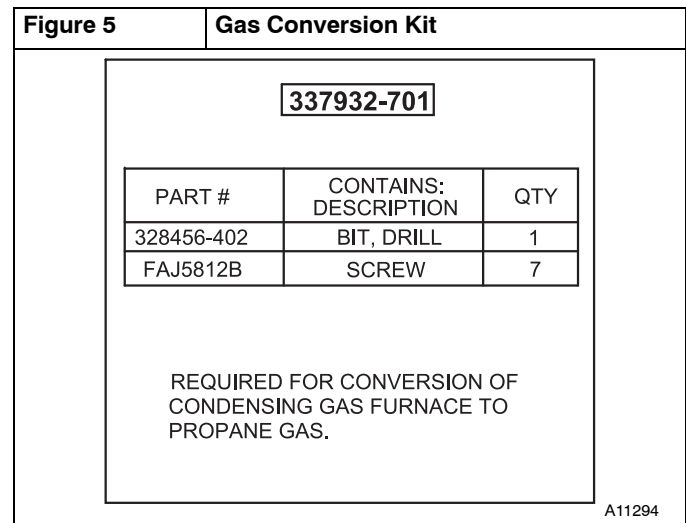 Figure 5 Gas Conversion Kit
337932-701
PART # CONTAINS: DESCRIPTION QTY
328456-402 BIT, DRILL 1
FAJ5812B SCREW 7
REQUIRED FOR CONVERSION OF
CONDENSING GAS FURNACE TO
PROPANE GAS.
A11294